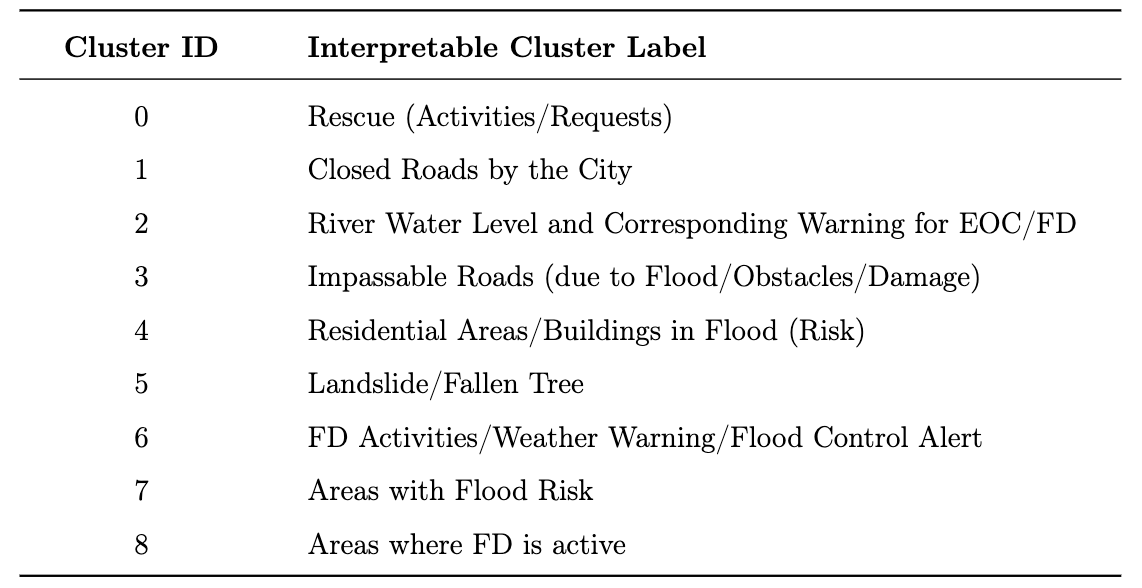 Cluster ID Interpretable Cluster Label
0 Rescue (Activities/Requests)
1 Closed Roads by the City
2 River Water Level and Corresponding Warning for EOC/FD
3 Impassable Roads (due to Flood/Obstacles/Damage)
4 Residential Areas/Buildings in Flood (Risk)
5 Landslide/Fallen Tree
6 FD Activities/Weather Warning/Flood Control Alert
7 Areas with Flood Risk
8 Areas where FD is active